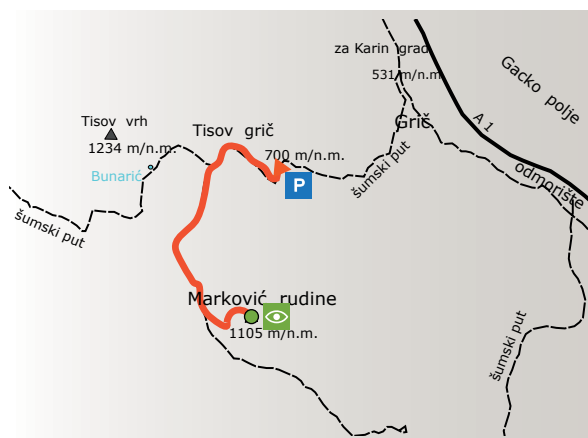 za Karin grad
531 m/n.m.
Gacko polje
A 1
Grič
Tisov vrh
1234 m/n.m.
Tisov grič
700 m/n.m.
Bunarić
P
šumski put
odmorište
šumski put
Marković rudine
1105 m/n.m.
šumski put